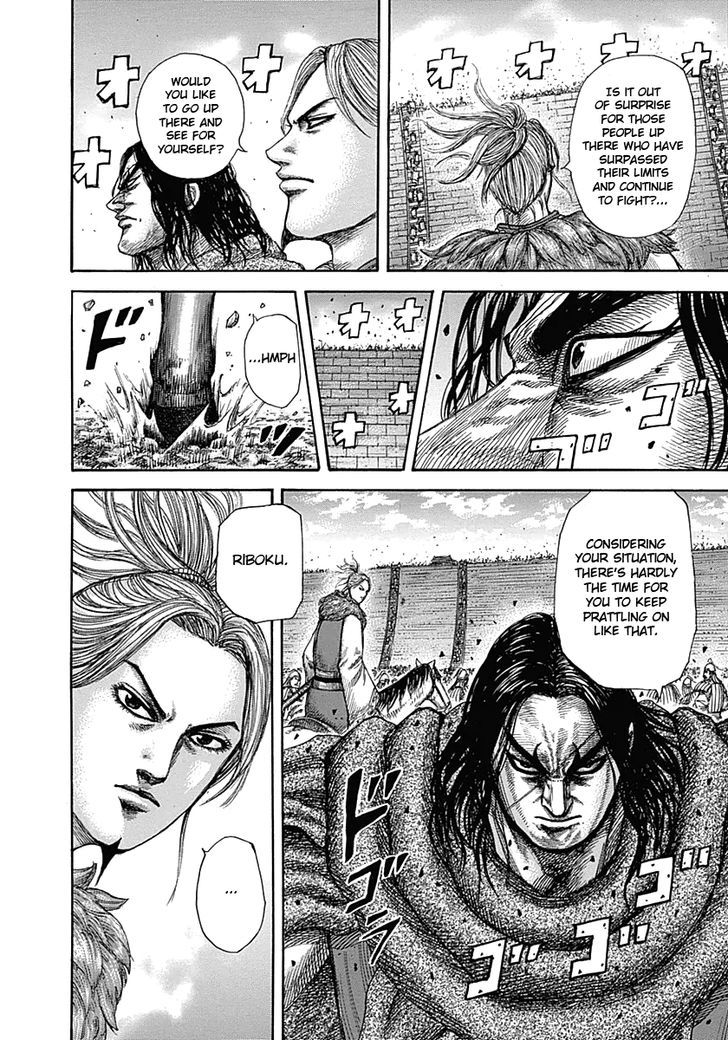 IS IT OUT
OF SURPRISE
FOR THOSE
PEOPLE UP
THERE WHO HAVE
SURPASSED
THEIR LIMITS
AND CONTINUE
TO FIGHT?...
オ
オ
オ
WOULD
YOU LIKE
TO GO UP
THERE AND
SEE FOR
YOURSELF?
オ
オ
オ
オ
ゴ
ゴ
ゴ
オ
オ
オ
オ
...HMPH
ド
CONSIDERING
YOUR SITUATION,
THERE'S HARDLY
THE TIME FOR
YOU TO KEEP
PRATTLING ON
LIKE THAT.
ドゴラ
ゴ
ゴ
ゴ
ゴ
RIBOKU.
...